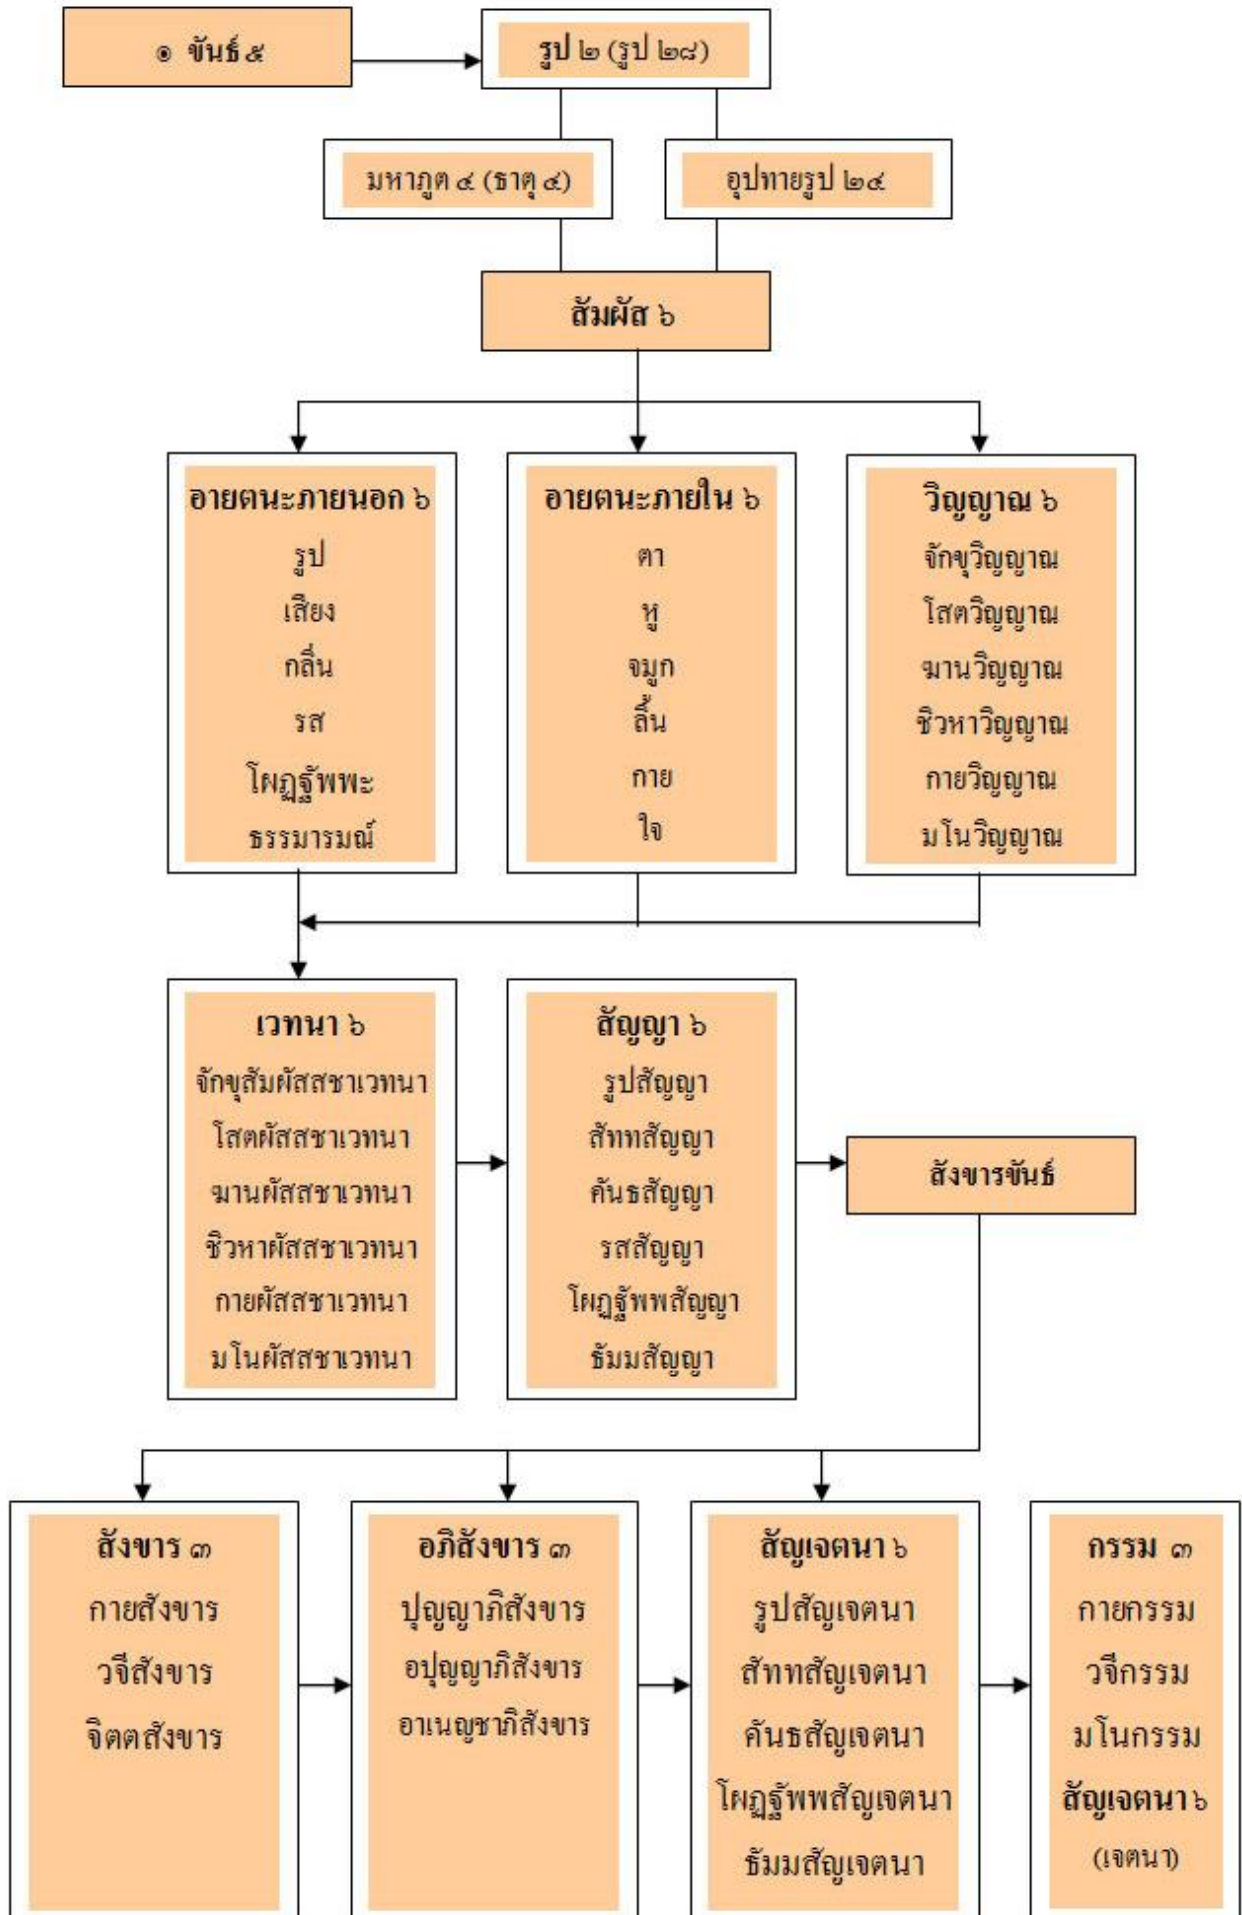 ๑ ขันธ์ ๕
รูป ๒ (รูป ๒๘)
มหาภูต ๔ (ธาตุ ๔)
อุปทายรูป ๒๔
สัมผัส ๖
อายตนะภายนอก ๖
รูป
เสียง
กลิ่น
รส
โผฏฐัพพะ
ธรรมารมณ์
อายตนะภายใน ๖
ตา
หู
จมูก
ลิ้น
กาย
ใจ
วิญญาณ ๖
จักขุวิญญาณ
โสตวิญญาณ
ฆานวิญญาณ
ชิวหาวิญญาณ
กายวิญญาณ
มโนวิญญาณ
เวทนา ๖
จักขุสัมผัสสชาเวทนา
โสตผัสสชาเวทนา
ฆานผัสสชาเวทนา
ชิวหาผัสสชาเวทนา
กายผัสสชาเวทนา
มโนผัสสชาเวทนา
สัญญา ๖
รูปสัญญา
สัททสัญญา
คันธสัญญา
รสสัญญา
โผฏฐัพพสัญญา
ธัมมสัญญา
สังขารขันธ์
สังขาร ๓
กายสังขาร
วจีสังขาร
จิตตสังขาร
อภิสังขาร ๓
ปุญญาภิสังขาร
อปุญญาภิสังขาร
อาเนญชาภิสังขาร
สัญเจตนา ๖
รูปสัญเจตนา
สัททสัญเจตนา
คันธสัญเจตนา
โผฏฐัพพสัญเจตนา
ธัมมสัญเจตนา
กรรม ๓
กายกรรม
วจีกรรม
มโนกรรม
สัญเจตนา ๖
(เจตนา)